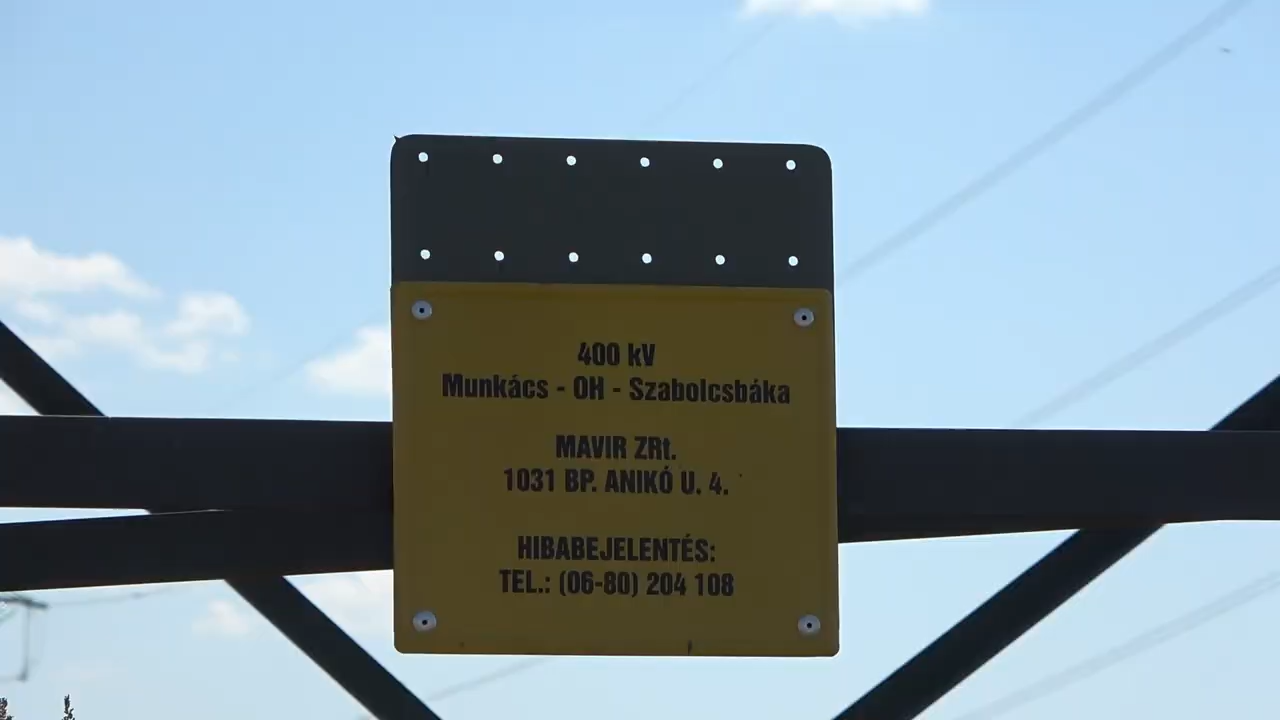 400 kV
Munkács - OH - Szabolcsbáka
MAVIR ZRt.
1031 BP. ANIKÓ U. 4.
HIBABEJELENTÉS:
TEL.: (06-80) 204 108